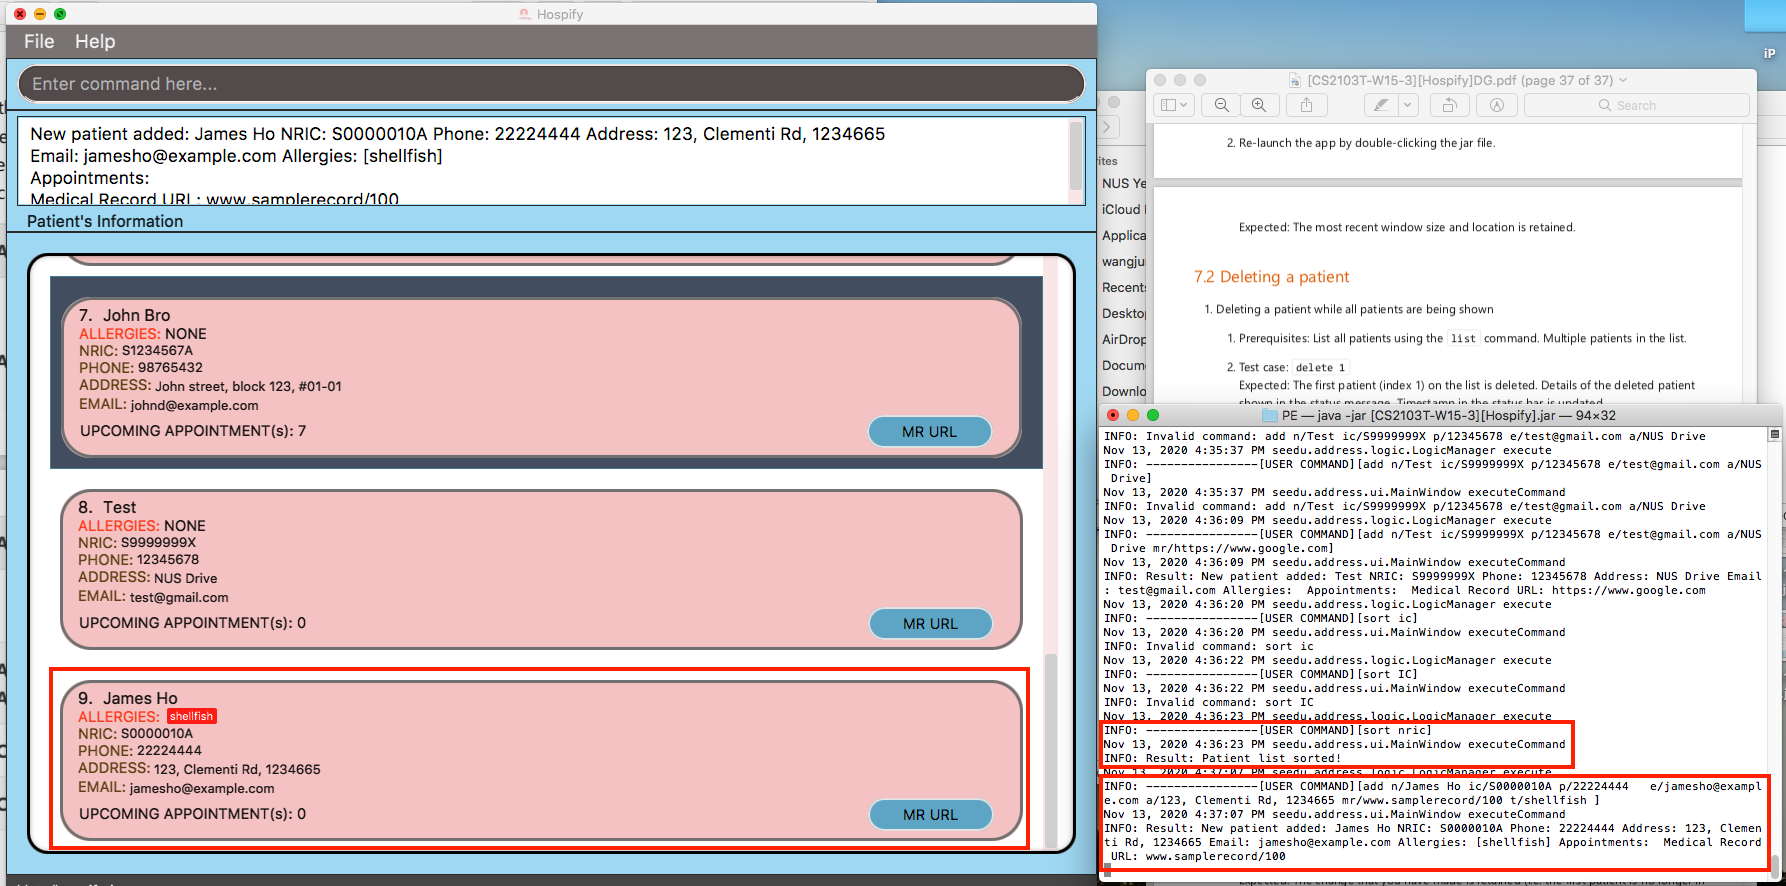 Hospify
File Help
Enter command here...
New patient added: James Ho NRIC: S0000010A Phone: 22224444 Address: 123, Clementi Rd, 1234665
Email: jamesho@example.com Allergies: [shellfish]
Appointments:
Medical Record URL: www.samplerecord/100
Patient's Information
7. John Bro
ALLERGIES: NONE
NRIC: S1234567A
PHONE: 98765432
ADDRESS: John street, block 123, #01-01
EMAIL: johnd@example.com
UPCOMING APPOINTMENT(s): 7
MR URL
8. Test
ALLERGIES: NONE
NRIC: S9999999X
PHONE: 12345678
ADDRESS: NUS Drive
EMAIL: test@gmail.com
UPCOMING APPOINTMENT(s): 0
MR URL
9. James Ho
ALLERGIES: shellfish
NRIC: S0000010A
PHONE: 22224444
ADDRESS: 123, Clementi Rd, 1234665
EMAIL: jamesho@example.com
UPCOMING APPOINTMENT(s): 0
MR URL
iP
[CS2103T-W15-3][Hospify]DG.pdf (page 37 of 37)
Search
2. Re-launch the app by double-clicking the jar file.
Expected: The most recent window size and location is retained.
7.2 Deleting a patient
1. Deleting a patient while all patients are being shown
1. Prerequisites: List all patients using the list command. Multiple patients in the list.
2. Test case: delete 1
Expected: The first patient (index 1) on the list is deleted. Details of the deleted patient
shown in the status message. Timestamp in the status bar is updated.
rites
NUS Ye
iCloud
Applica
wangju
Recents
Deskto
AirDrop
Docum
Downlo
PE — java -jar [CS2103T-W15-3][Hospify].jar — 94×32
INFO: Invalid command: add n/Test ic/S9999999X p/12345678 e/test@gmail.com a/NUS Drive
Nov 13, 2020 4:35:37 PM seedu.address.logic.LogicManager execute
INFO: ----------------[USER COMMAND][add n/Test ic/S9999999X p/12345678 e/test@gmail.com a/NUS
Drive]
Nov 13, 2020 4:35:37 PM seedu.address.ui.MainWindow executeCommand
INFO: Invalid command: add n/Test ic/S9999999X p/12345678 e/test@gmail.com a/NUS Drive
Nov 13, 2020 4:36:09 PM seedu.address.logic.LogicManager execute
INFO: ----------------[USER COMMAND][add n/Test ic/S9999999X p/12345678 e/test@gmail.com a/NUS
Drive mr/https://www.google.com]
Nov 13, 2020 4:36:09 PM seedu.address.ui.MainWindow executeCommand
INFO: Result: New patient added: Test NRIC: S9999999X Phone: 12345678 Address: NUS Drive Email
: test@gmail.com Allergies:  Appointments:  Medical Record URL: https://www.google.com
Nov 13, 2020 4:36:20 PM seedu.address.logic.LogicManager execute
INFO: ----------------[USER COMMAND][sort ic]
Nov 13, 2020 4:36:20 PM seedu.address.ui.MainWindow executeCommand
INFO: Invalid command: sort ic
Nov 13, 2020 4:36:22 PM seedu.address.logic.LogicManager execute
INFO: ----------------[USER COMMAND][sort IC]
Nov 13, 2020 4:36:22 PM seedu.address.ui.MainWindow executeCommand
INFO: Invalid command: sort IC
Nov 13, 2020 4:36:23 PM seedu.address.logic.LogicManager execute
INFO: ----------------[USER COMMAND][sort nric]
Nov 13, 2020 4:36:23 PM seedu.address.ui.MainWindow executeCommand
INFO: Result: Patient list sorted!
Nov 13, 2020 4:37:07 PM seedu.address.logic.LogicManager execute
INFO: ----------------[USER COMMAND][add n/James Ho ic/S0000010A p/22224444   e/jamesho@exampl
e.com a/123, Clementi Rd, 1234665 mr/www.samplerecord/100 t/shellfish ]
Nov 13, 2020 4:37:07 PM seedu.address.ui.MainWindow executeCommand
INFO: Result: New patient added: James Ho NRIC: S0000010A Phone: 22224444 Address: 123, Clemen
ti Rd, 1234665 Email: jamesho@example.com Allergies: [shellfish] Appointments:  Medical Record
URL: www.samplerecord/100